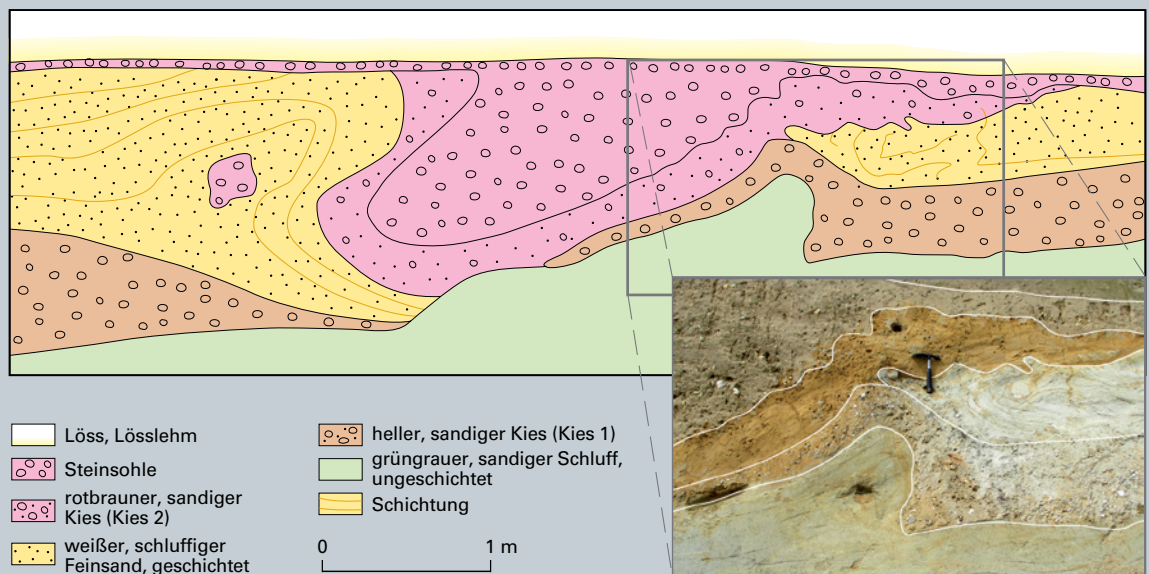 Löss, Lösslehm
Steinsohle
rotbrauner, sandiger
Kies (Kies 2)
weißer, schluffiger
Feinsand, geschichtet
heller, sandiger Kies (Kies 1)
grüngrauer, sandiger Schluff,
ungeschichtet
Schichtung
0 1 m